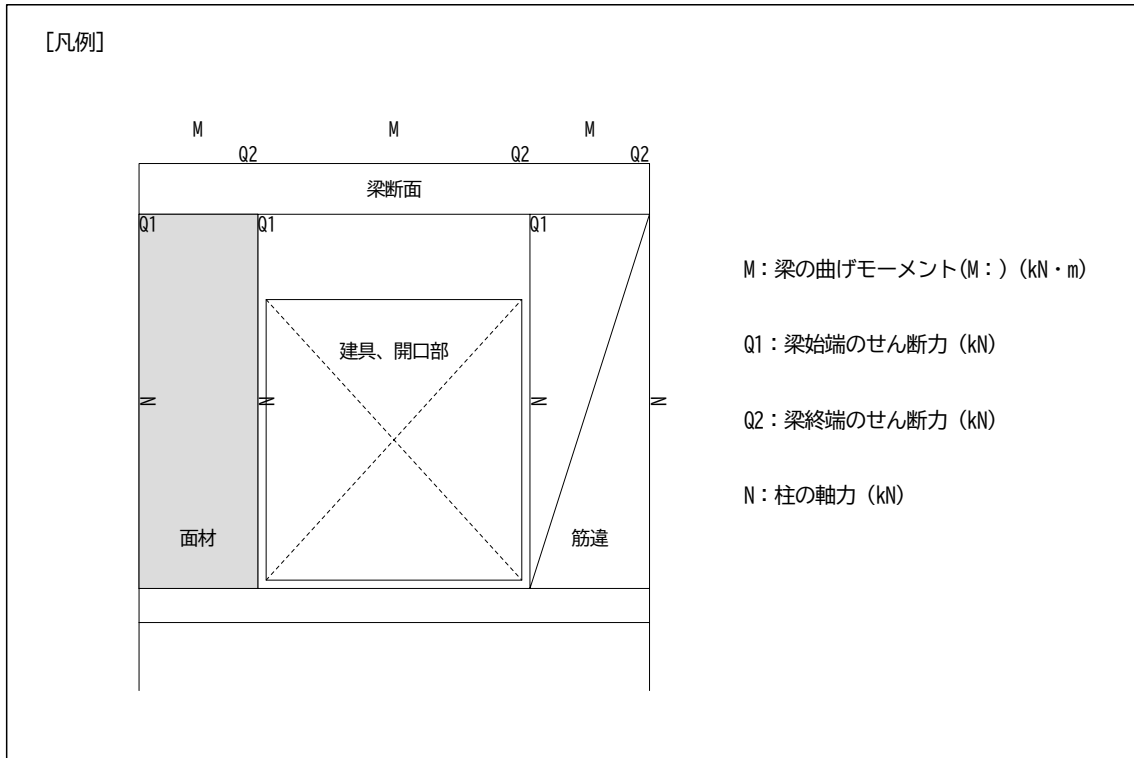 [凡例]
M M M
Q2 Q2 Q2
梁断面
Q1 Q1 Q1
M：梁の曲げモーメント(M：) (kN・m)
Q1：梁始端のせん断力 (kN)
建具、開口部
N N N N
Q2：梁終端のせん断力 (kN)
N：柱の軸力 (kN)
面材 筋違